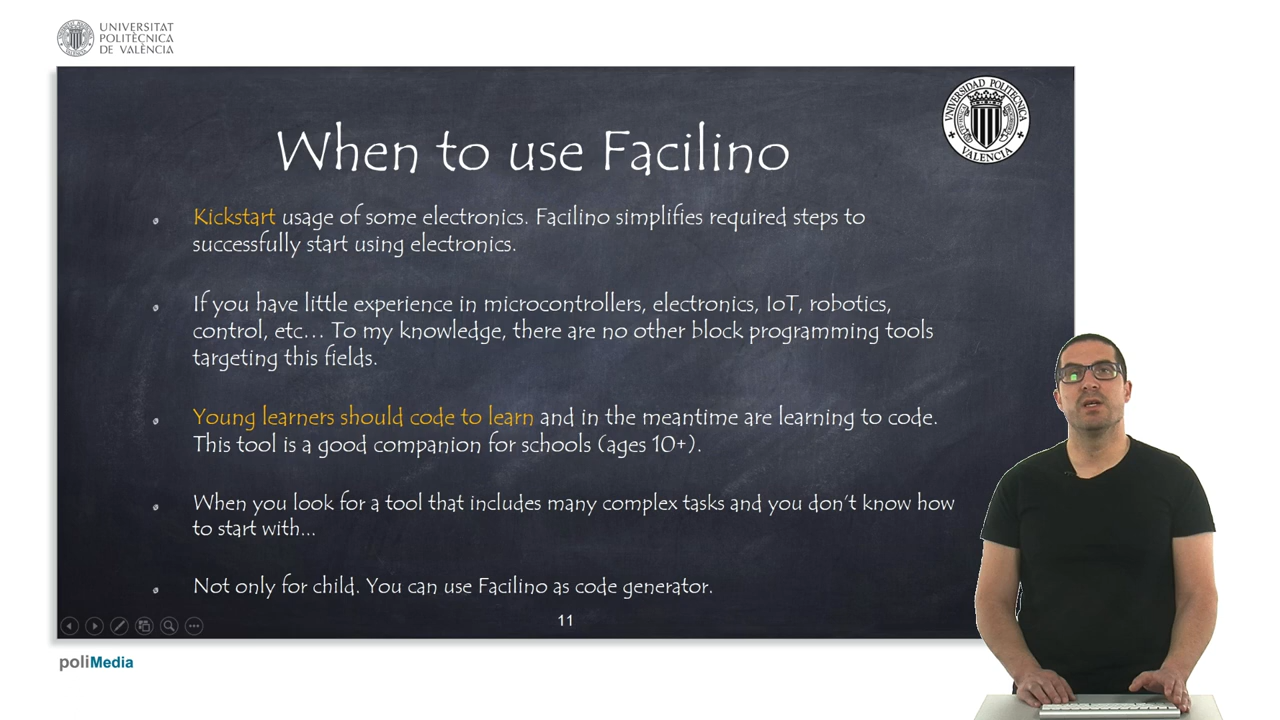 UNIVERSITAT
POLITÈCNICA
DE VALÈNCIA
UNIVERSIDAD POLITECNICA
VALENCIA
When to use Facilino
Kickstart usage of some electronics. Facilino simplifies required steps to
successfully start using electronics.
If you have little experience in microcontrollers, electronics, IoT, robotics,
control, etc... To my knowledge, there are no other block programming tools
targeting this fields.
Young learners should code to learn and in the meantime are learning to code.
This tool is a good companion for schools (ages 10+).
When you look for a tool that includes many complex tasks and you don't know how
to start with...
Not only for child. You can use Facilino as code generator.
11
poliMedia